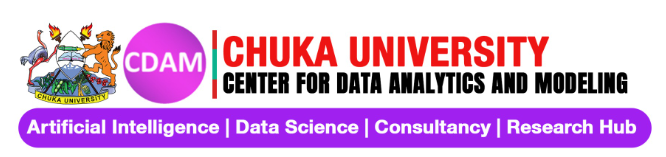 CHUKA UNIVERSITY
CDAM
CHUKA UNIVERSITY
CENTER FOR DATA ANALYTICS AND MODELING
Artificial Intelligence | Data Science | Consultancy | Research Hub